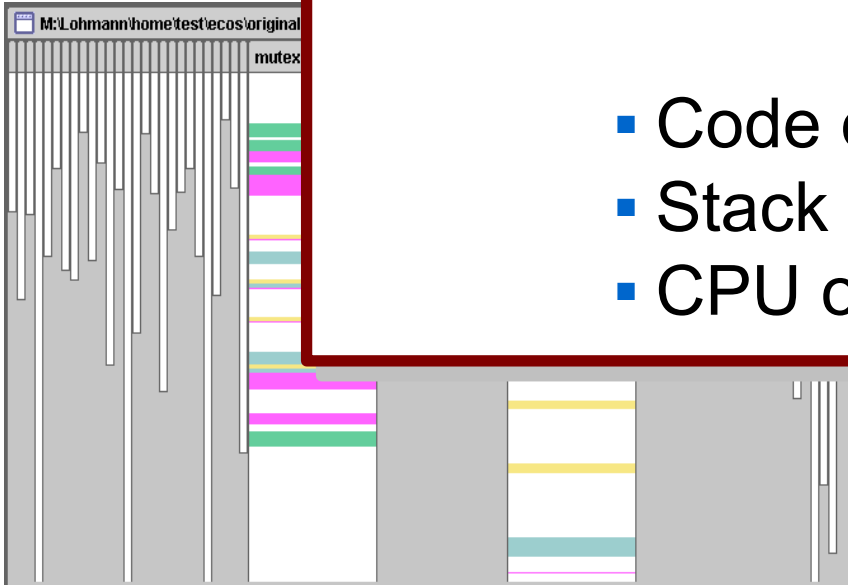 M:\Lohmann\home\test\ecos\original
mutex
▪ Code
▪ Stack
▪ CPU